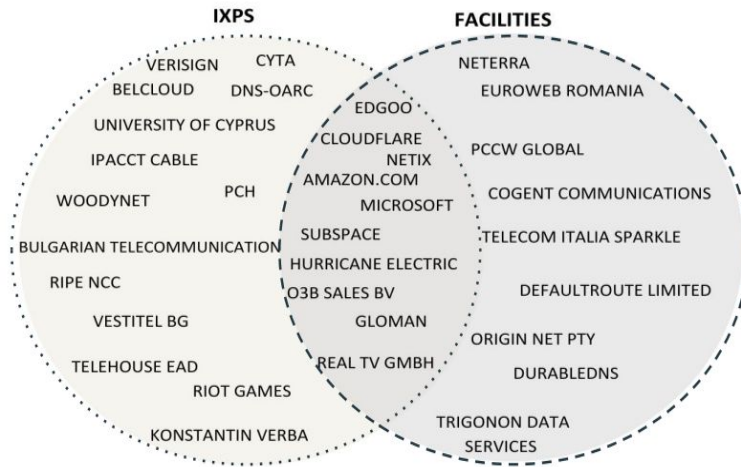 IXPS
VERISIGN
CYTA
BELCLOUD
DNS-OARC
UNIVERSITY OF CYPRUS
IPACCT CABLE
WOODYNET
PCH
BULGARIAN TELECOMMUNICATION
RIPE NCC
VESTITEL BG
TELEHOUSE EAD
RIOT GAMES
KONSTANTIN VERBA
EDGOO
CLOUDFLARE
NETIX
AMAZON.COM
MICROSOFT
SUBSPACE
HURRICANE ELECTRIC
O3B SALES BV
GLOMAN
REAL TV GMBH
FACILITIES
NETERRA
EUROWEB ROMANIA
PCCW GLOBAL
COGENT COMMUNICATIONS
TELECOM ITALIA SPARKLE
DEFAULTROUTE LIMITED
ORIGIN NET PTY
DURABLEDNS
TRIGONON DATA
SERVICES